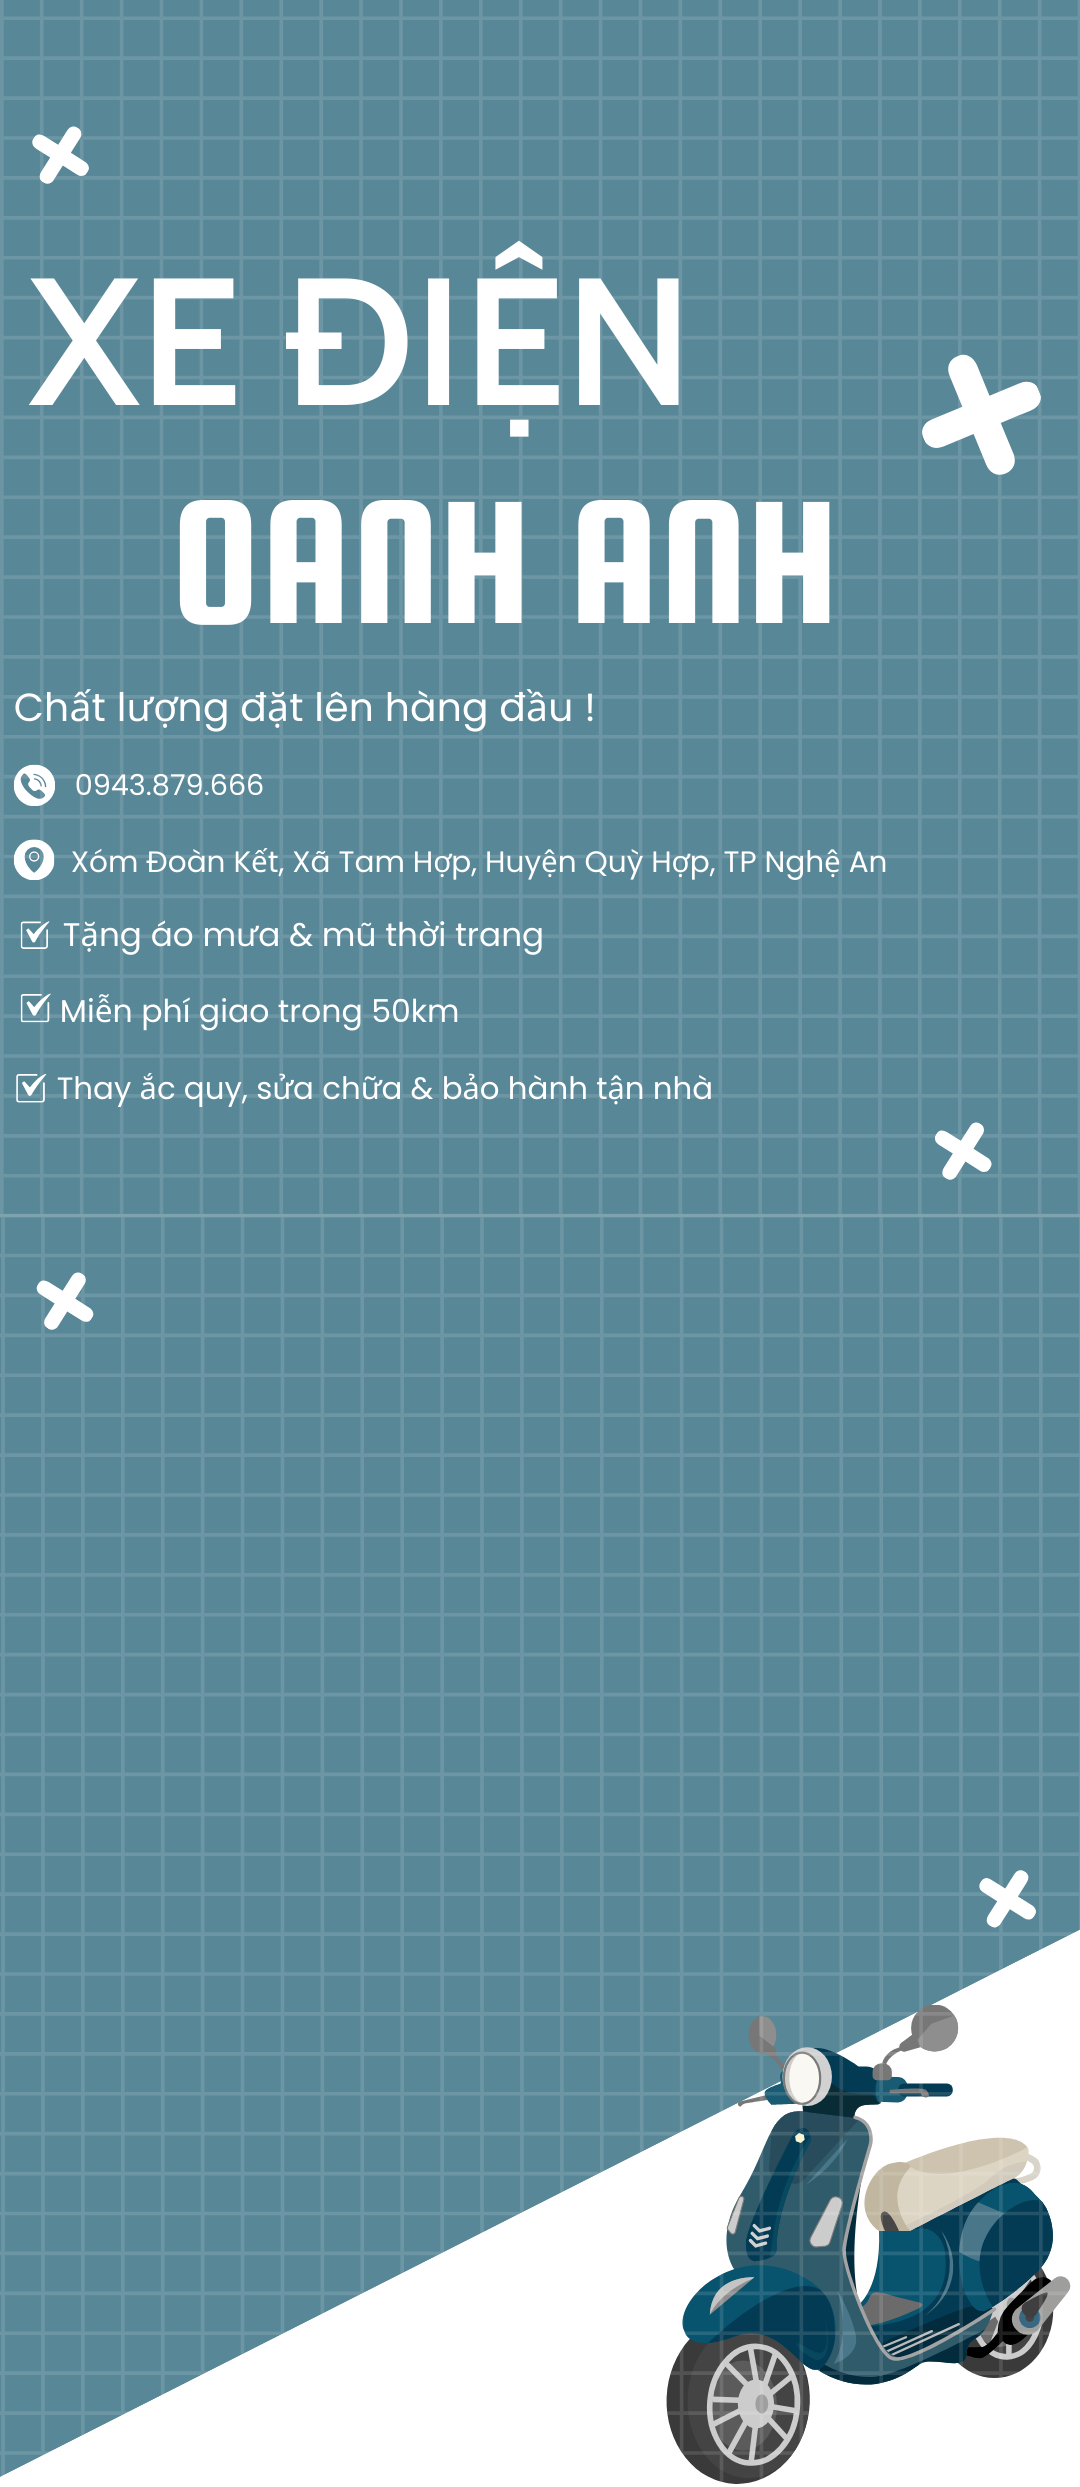 XE ĐIỆN
OANH ANH
Chất lượng đặt lên hàng đầu !
0943.879.666
Xóm Đoàn Kết, Xã Tam Hợp, Huyện Quỳ Hợp, TP Nghệ An
Tặng áo mưa & mũ thời trang
Miễn phí giao trong 50km
Thay ắc quy, sửa chữa & bảo hành tận nhà